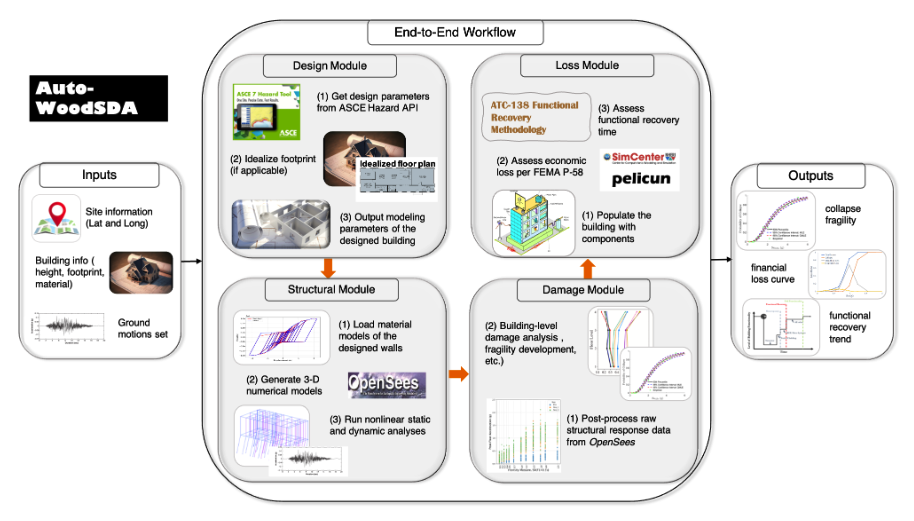 End-to-End Workflow
Auto-
WoodSDA
Inputs
Site information
(Lat and Long)
Building info (
height, footprint,
material)
Ground
motions set
Design Module
ASCE 7 Hazard Tool
ASCE
(1) Get design parameters
from ASCE Hazard API
(2) Idealize footprint
(if applicable)
Idealized floor plan
(3) Output modeling
parameters of the
designed building
Structural Module
(1) Load material
models of the
designed walls
(2) Generate 3-D
numerical models
OpenSees
(3) Run nonlinear static
and dynamic analyses
Damage Module
(2) Building-level
damage analysis ,
fragility development,
etc.)
(1) Post-process raw
structural response data
from OpenSees
Loss Module
ATC-138 Functional
Recovery
Methodology
(3) Assess
functional recovery
time
(2) Assess economic
loss per FEMA P-58
SimCenter
pelicun
(1) Populate the
building with
components
Outputs
collapse
fragility
financial
loss curve
functional
recovery
trend